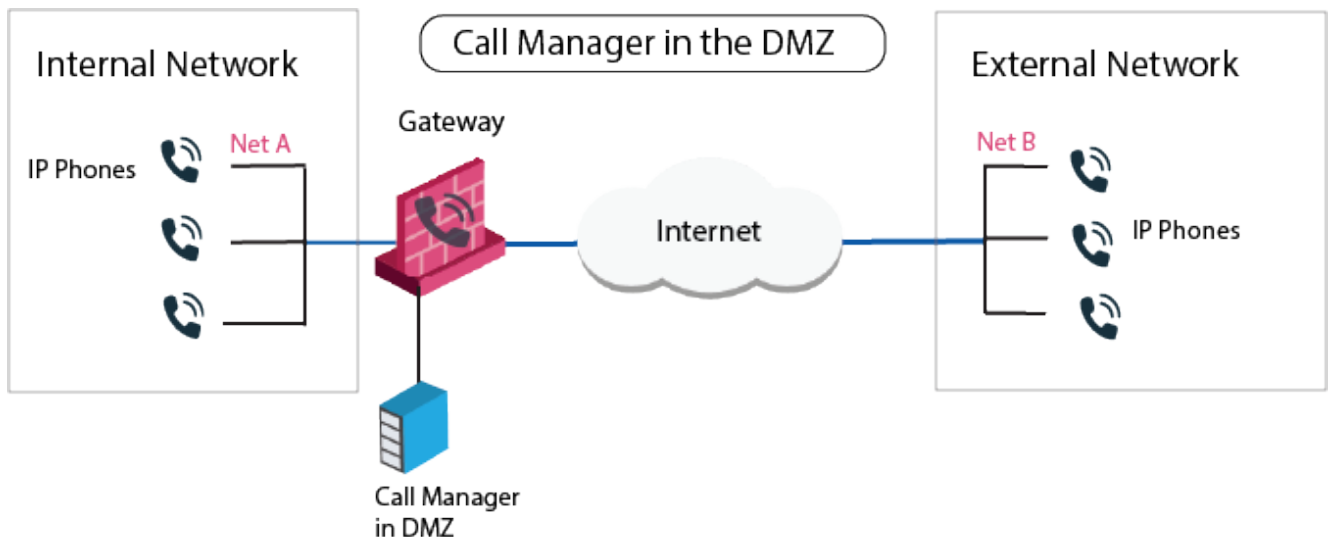 Call Manager in the DMZ
Internal Network
Net A
IP Phones
Gateway
Internet
Call Manager
in DMZ
External Network
Net B
IP Phones